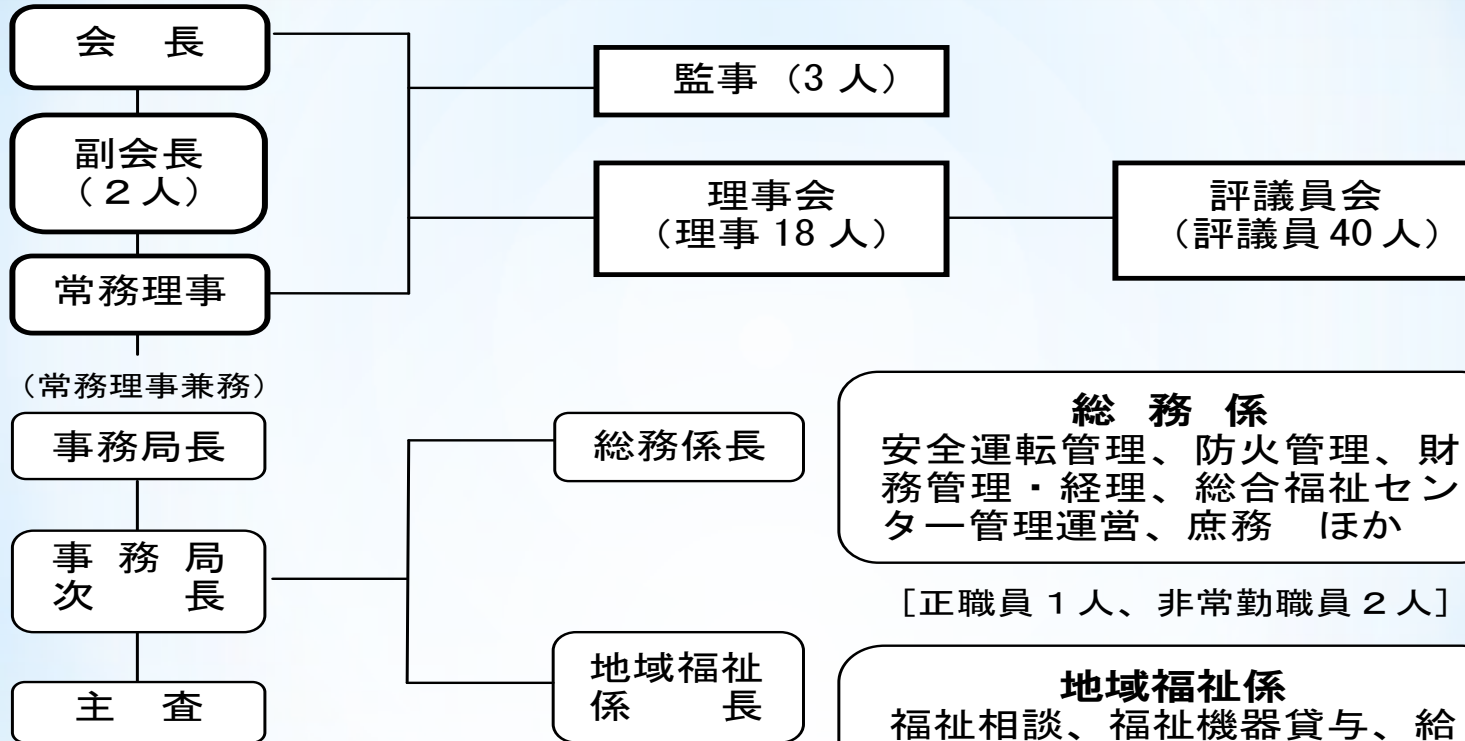 会 長
副会長
（２人）
常務理事
（常務理事兼務）
事務局長
事 務 局
次 長
主 査
監事（3 人）
理事会
（理事 18 人）
評議員会
（評議員 40 人）
総務係長
総 務 係
安全運転管理、防火管理、財
務管理・経理、総合福祉セン
ター管理運営、庶務 ほか
［正職員１人、非常勤職員２人］
地域福祉
係 長
地域福祉係
福祉相談、福祉機器貸与、給